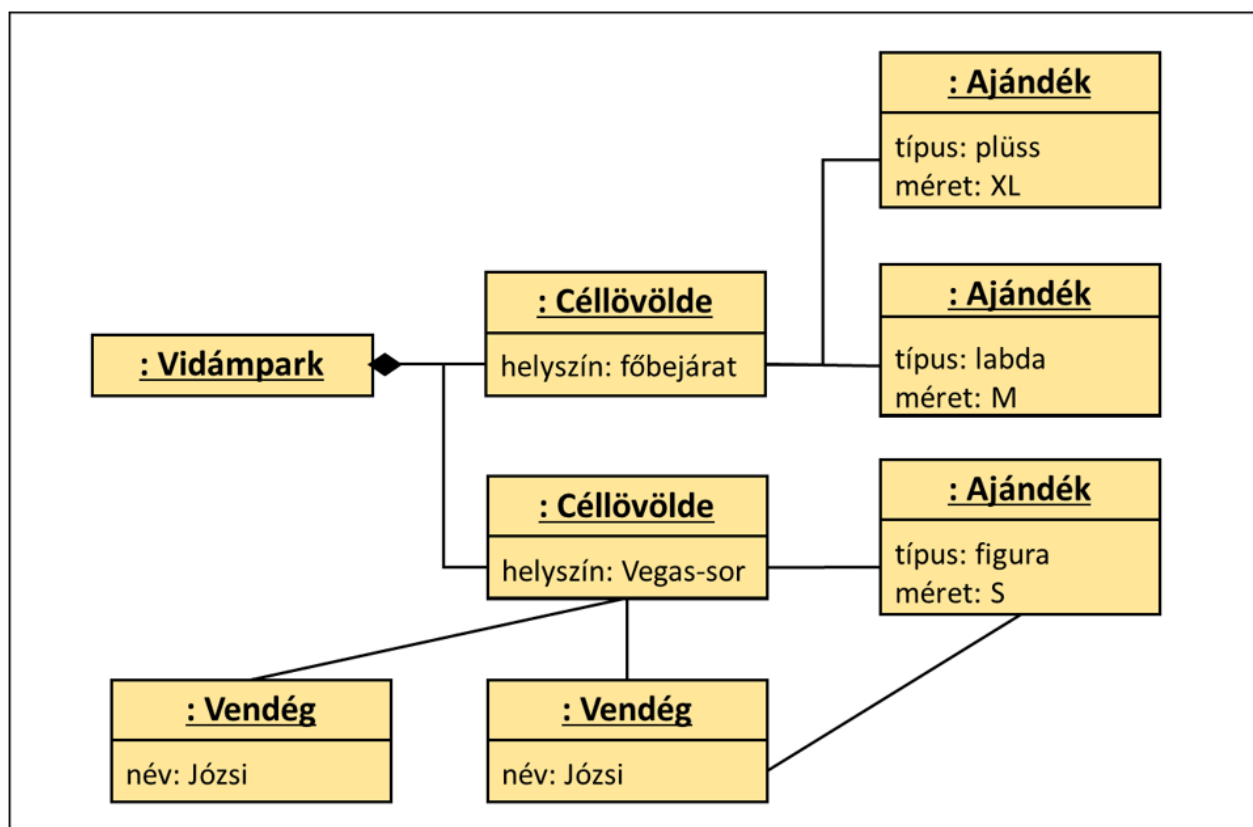 : Ajándék
típus: plüss
méret: XL
: Céllövölde
helyszín: főbejárat
: Ajándék
típus: labda
méret: M
: Vidámpark
: Céllövölde
helyszín: Vegas-sor
: Ajándék
típus: figura
méret: S
: Vendég
név: Józsi
: Vendég
név: Józsi